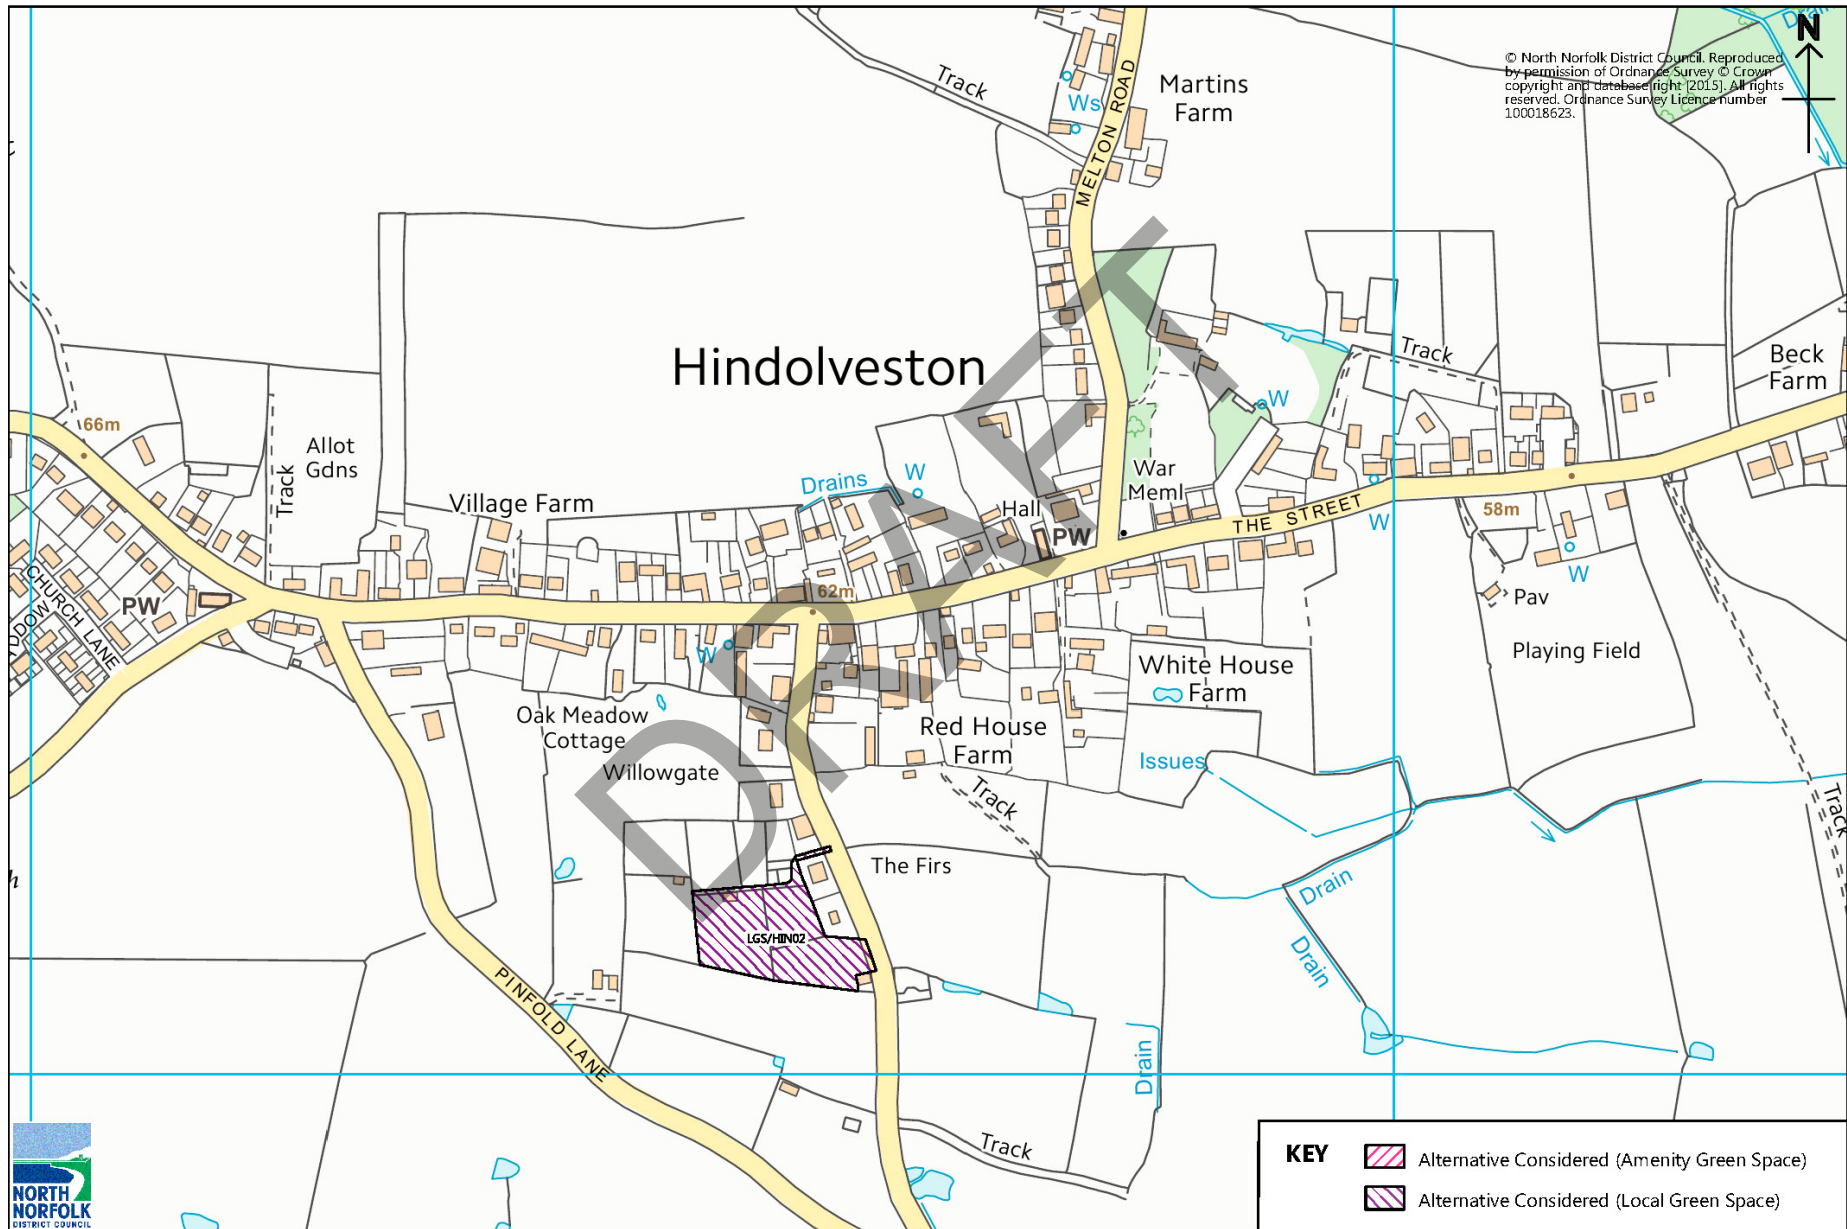 N
© North Norfolk District Council. Reproduced
by permission of Ordnance Survey © Crown
copyright and database right [2015]. All rights
reserved. Ordnance Survey Licence number
100018623.
Track
Ws
MELTON ROAD
Martins
Farm
Hindolveston
Track
Beck
Farm
W
66m
Allot
Gdns
Track
Village Farm
Drains
W
Hall
PW
War
Meml
THE STREET
W
58m
W
Pav
Playing Field
CHURCH LANE
PW
62m
W
White House
Farm
Oak Meadow
Cottage
Willowgate
Red House
Farm
Issues
Track
Track
The Firs
Drain
Drain
LGS/HIN02
PINFOLD LANE
Drain
Track
DRAFT
KEY
Alternative Considered (Amenity Green Space)
Alternative Considered (Local Green Space)
NORTH
NORFOLK
DISTRICT COUNCIL